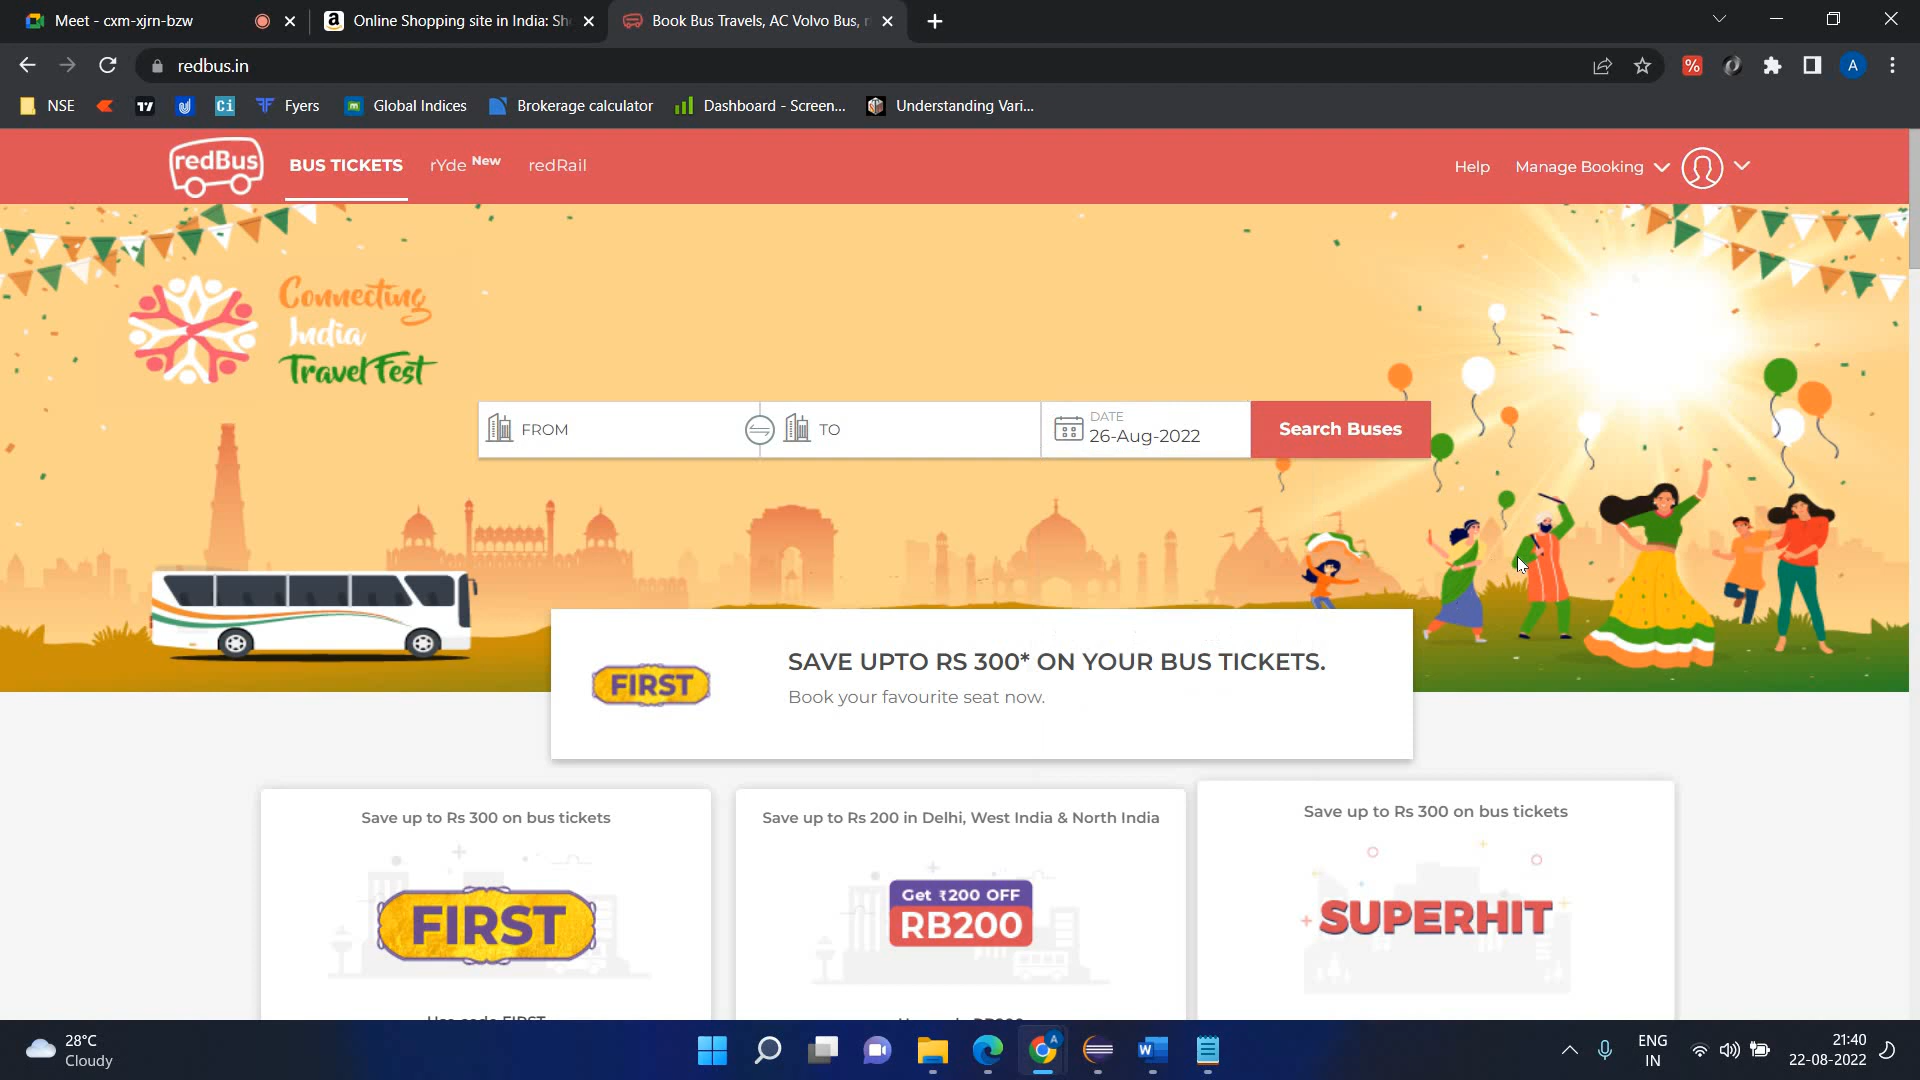 Meet - cxm-xjrn-bzw
Online Shopping site in India: Sh
Book Bus Travels, AC Volvo Bus, r
redbus.in
NSE
Fyers
Global Indices
Brokerage calculator
Dashboard - Screen...
Understanding Vari...
redBus
BUS TICKETS
rYde New
redRail
Help
Manage Booking
Connecting
India
Travel Fest
FROM
TO
DATE
26-Aug-2022
Search Buses
FIRST
SAVE UPTO RS 300* ON YOUR BUS TICKETS.
Book your favourite seat now.
Save up to Rs 300 on bus tickets
FIRST
Save up to Rs 200 in Delhi, West India & North India
Get ₹200 OFF
RB200
Save up to Rs 300 on bus tickets
SUPERHIT
Use code FIRST
28°C
Cloudy
ENG
IN
21:40
22-08-2022